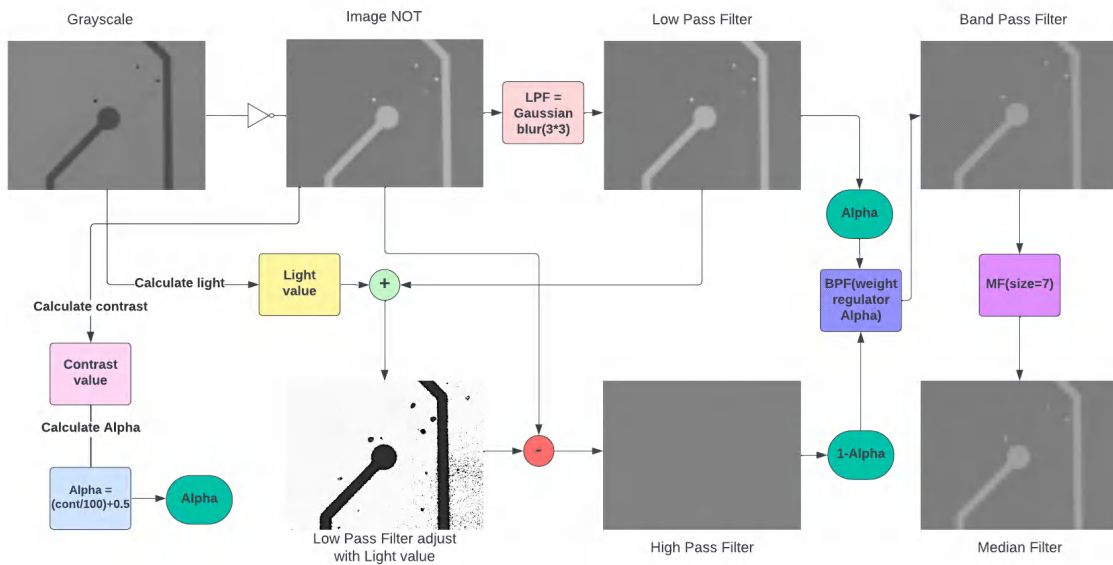 Grayscale
Image NOT
Low Pass Filter
Band Pass Filter
LPF =
Gaussian
blur(3*3)
Alpha
Calculate light
Light
value
+
BPF(weight
regulator
Alpha)
MF(size=7)
Calculate contrast
Contrast
value
Calculate Alpha
Alpha =
(cont/100)+0.5
Alpha
-
1-Alpha
Low Pass Filter adjust
with Light value
High Pass Filter
Median Filter